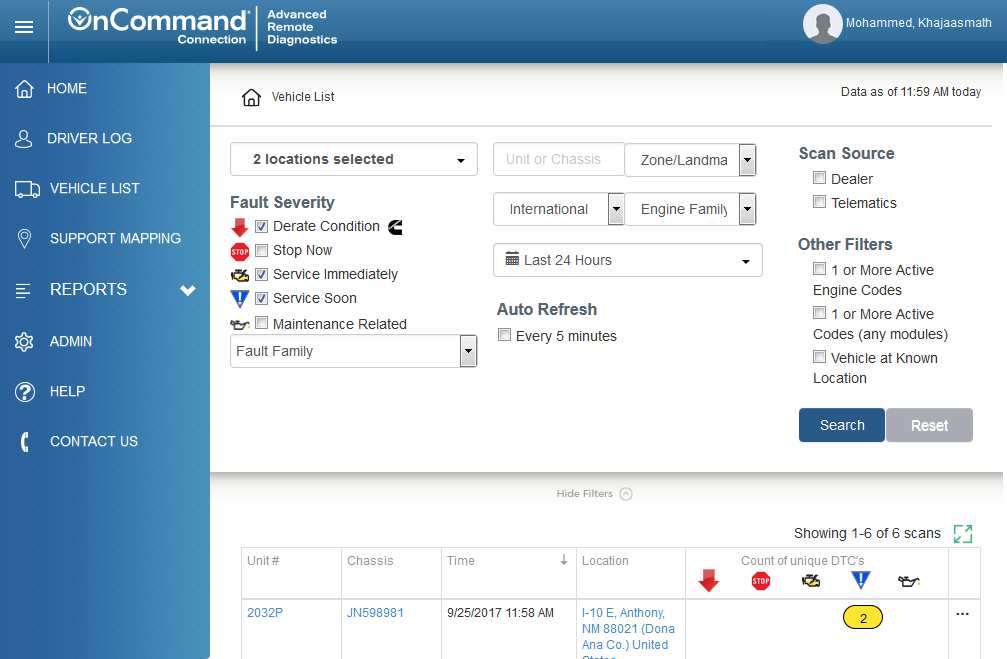 OnCommand®
Connection
Advanced
Remote
Diagnostics
Mohammed, Khajaasmath
HOME
DRIVER LOG
VEHICLE LIST
SUPPORT MAPPING
REPORTS
ADMIN
HELP
CONTACT US
Vehicle List
Data as of 11:59 AM today
2 locations selected
Fault Severity
Derate Condition
STOP Stop Now
Service Immediately
Service Soon
Maintenance Related
Fault Family
Unit or Chassis
Zone/Landma
International
Engine Family
Last 24 Hours
Auto Refresh
Every 5 minutes
Scan Source
Dealer
Telematics
Other Filters
1 or More Active
Engine Codes
1 or More Active
Codes (any modules)
Vehicle at Known
Location
Search
Reset
Hide Filters
Showing 1-6 of 6 scans
Unit #
Chassis
Time
Location
Count of unique DTC's
STOP
2032P
JN598981
9/25/2017 11:58 AM
I-10 E, Anthony,
NM 88021 (Dona
Ana Co.) United
States
2
...